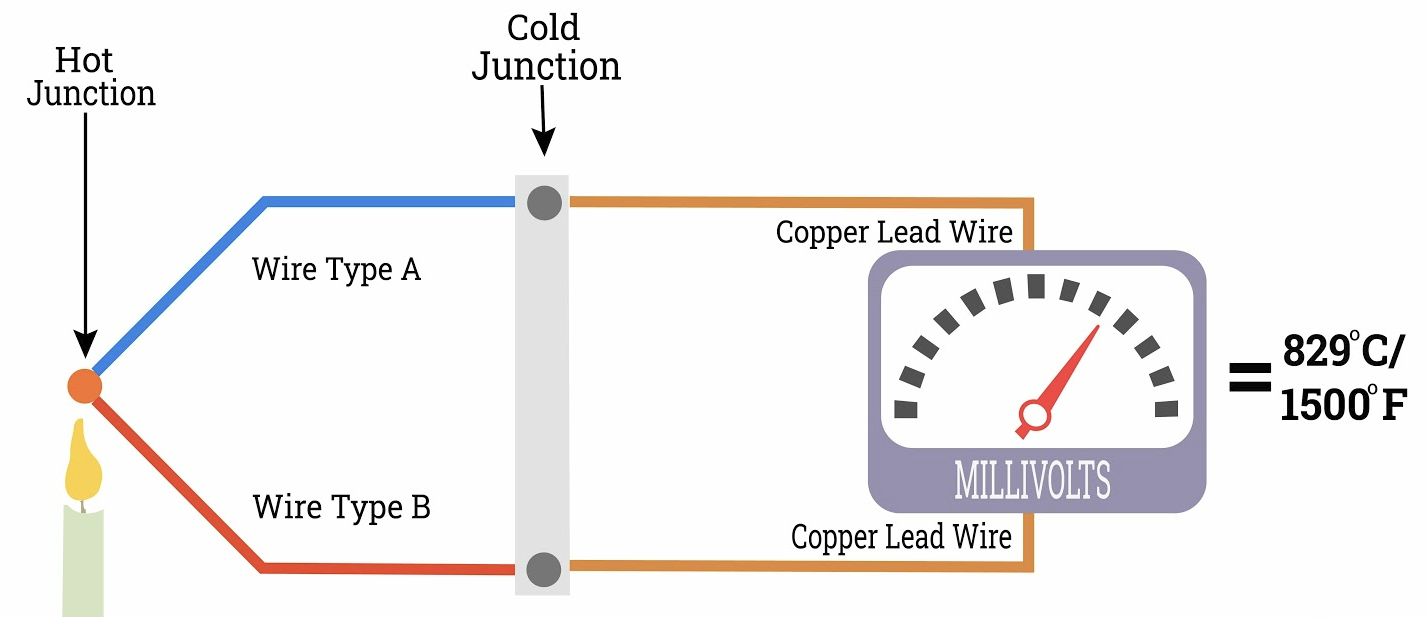 Hot
Junction
Cold
Junction
Wire Type A
Copper Lead Wire
MILLIVOLTS
= 829°C/
1500°F
Wire Type B
Copper Lead Wire